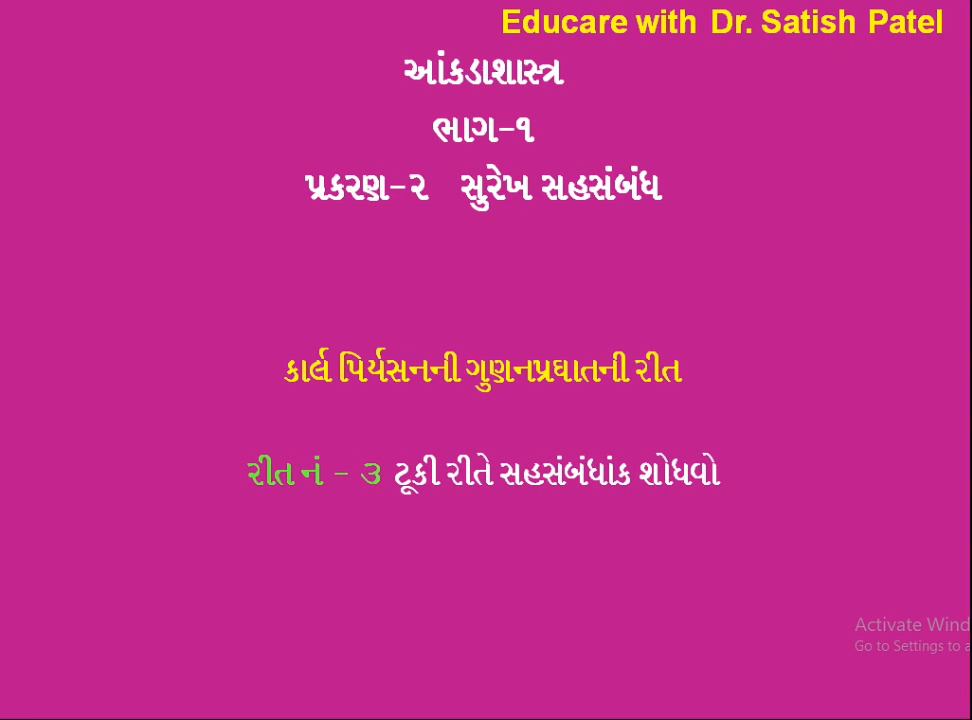 Educare with Dr. Satish Patel
આંકડાશાસ્ત્ર
ભાગ-૧
પ્રકરણ-૨ સુરેખ સહસંબંધ
કાર્લ પિર્યસનની ગુણનપ્રઘાતની રીત
રીત નં - ૩ ટૂકી રીતે સહસંબંધાંક શોધવો
Activate Wind
Go to Settings to a